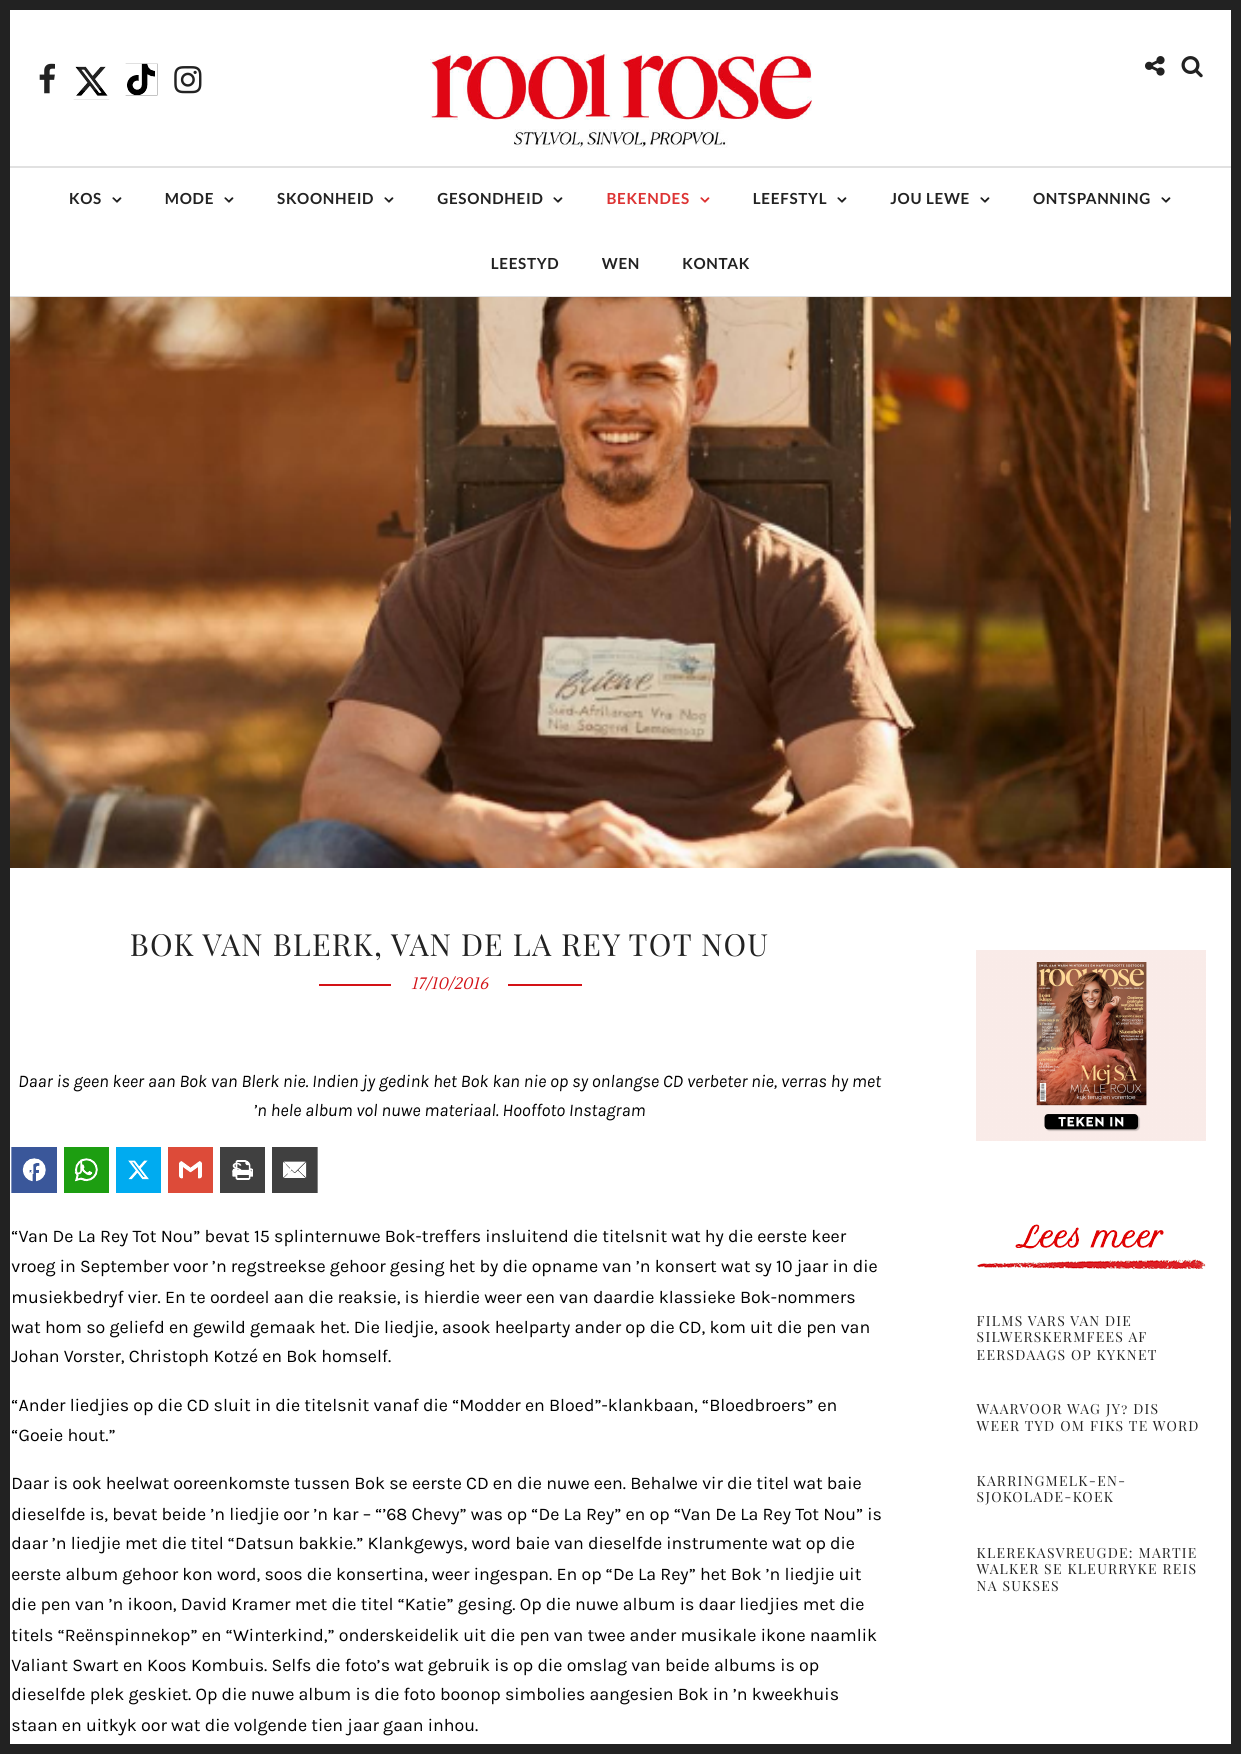 rooi rose
STYLVOL, SINVOL, PROPVOL.
KOS MODE SKOONHEID GESONDHEID BEKENDES LEEFSTYL JOU LEWE ONTSPANNING
LEESTYD WEN KONTAK
Briewe
Suid-Afrikaners Vra Nog
BOK VAN BLERK, VAN DE LA REY TOT NOU
17/10/2016
Daar is geen keer aan Bok van Blerk nie. Indien jy gedink het Bok kan nie op sy onlangse CD verbeter nie, verras hy met
’n hele album vol nuwe materiaal. Hooffoto Instagram
“Van De La Rey Tot Nou” bevat 15 splinternuwe Bok-treffers insluitend die titelsnit wat hy die eerste keer
vroeg in September voor ’n regstreekse gehoor gesing het by die opname van ’n konsert wat sy 10 jaar in die
musiekbedryf vier. En te oordeel aan die reaksie, is hierdie weer een van daardie klassieke Bok-nommers
wat hom so geliefd en gewild gemaak het. Die liedjie, asook heelparty ander op die CD, kom uit die pen van
Johan Vorster, Christoph Kotzé en Bok homself.
“Ander liedjies op die CD sluit in die titelsnit vanaf die “Modder en Bloed”-klankbaan, “Bloedbroers” en
“Goeie hout.”
Daar is ook heelwat ooreenkomste tussen Bok se eerste CD en die nuwe een. Behalwe vir die titel wat baie
dieselfde is, bevat beide ’n liedjie oor ’n kar – “’68 Chevy” was op “De La Rey” en op “Van De La Rey Tot Nou” is
daar ’n liedjie met die titel “Datsun bakkie.” Klankgewys, word baie van dieselfde instrumente wat op die
eerste album gehoor kon word, soos die konsertina, weer ingespan. En op “De La Rey” het Bok ’n liedjie uit
die pen van ’n ikoon, David Kramer met die titel “Katie” gesing. Op die nuwe album is daar liedjies met die
titels “Reënspinnekop” en “Winterkind,” onderskeidelik uit die pen van twee ander musikale ikone naamlik
Valiant Swart en Koos Kombuis. Selfs die foto’s wat gebruik is op die omslag van beide albums is op
dieselfde plek geskiet. Op die nuwe album is die foto boonop simbolies aangesien Bok in ’n kweekhuis
staan en uitkyk oor wat die volgende tien jaar gaan inhou.
rooi rose
Mej SA
MIA LE ROUX
kyk terug en vorentoe
TEKEN IN
Lees meer
FILMS VARS VAN DIE
SILWERSKERMFEES AF
EERSDAAGS OP KYKNET
WAARVOOR WAG JY? DIS
WEER TYD OM FIKS TE WORD
KARRINGMELK-EN-
SJOKOLADE-KOEK
KLEREKASVREUGDE: MARTIE
WALKER SE KLEURRYKE REIS
NA SUKSES